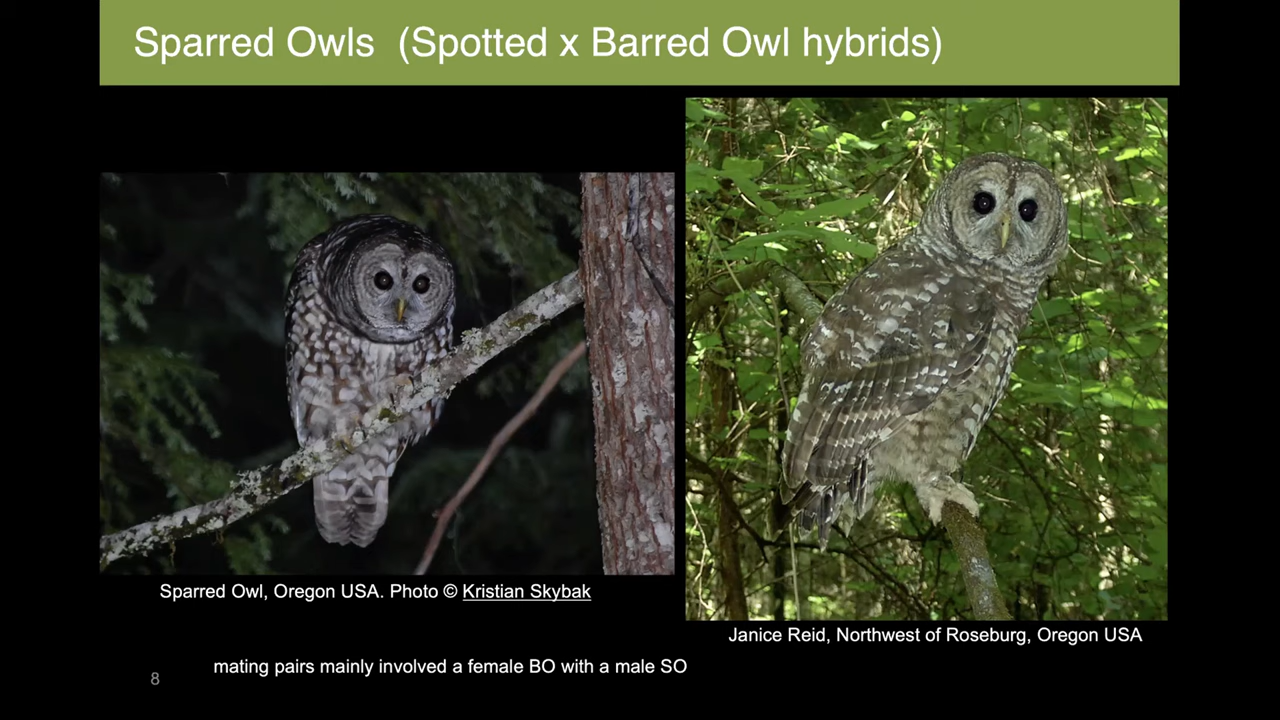 Sparred Owls (Spotted x Barred Owl hybrids)
Sparred Owl, Oregon USA. Photo © Kristian Skybak
Janice Reid, Northwest of Roseburg, Oregon USA
mating pairs mainly involved a female BO with a male SO
8